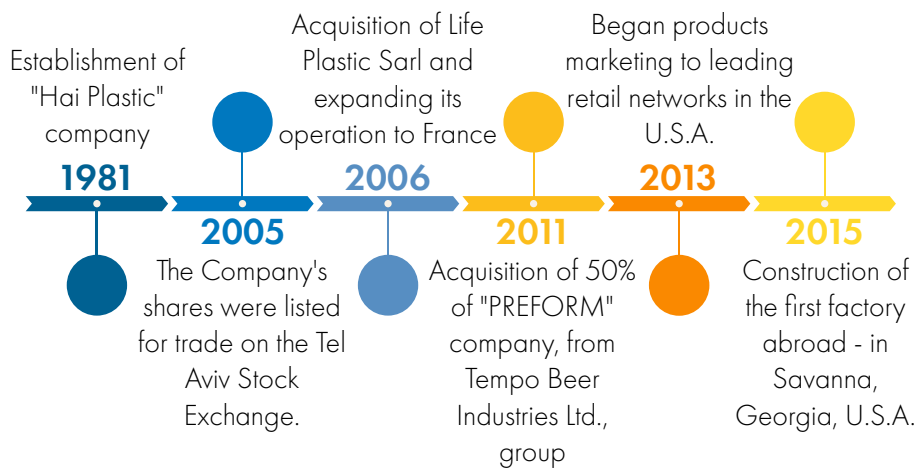 Establishment of
"Hai Plastic"
company
1981
2005
The Company's
shares were listed
for trade on the Tel
Aviv Stock
Exchange.
Acquisition of Life
Plastic Sarl and
expanding its
operation to France
2006
2011
Acquisition of 50%
of "PREFORM"
company, from
Tempo Beer
Industries Ltd.,
group
Began products
marketing to leading
retail networks in the
U.S.A.
2013
2015
Construction of
the first factory
abroad - in
Savanna,
Georgia, U.S.A.